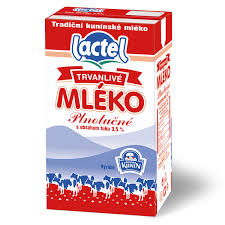 Tradiční kunínské mléko
lactel
TRVANLIVÉ
MLÉKO
Plnotučné
s obsahem tuku 3,5 %
KUNÍN